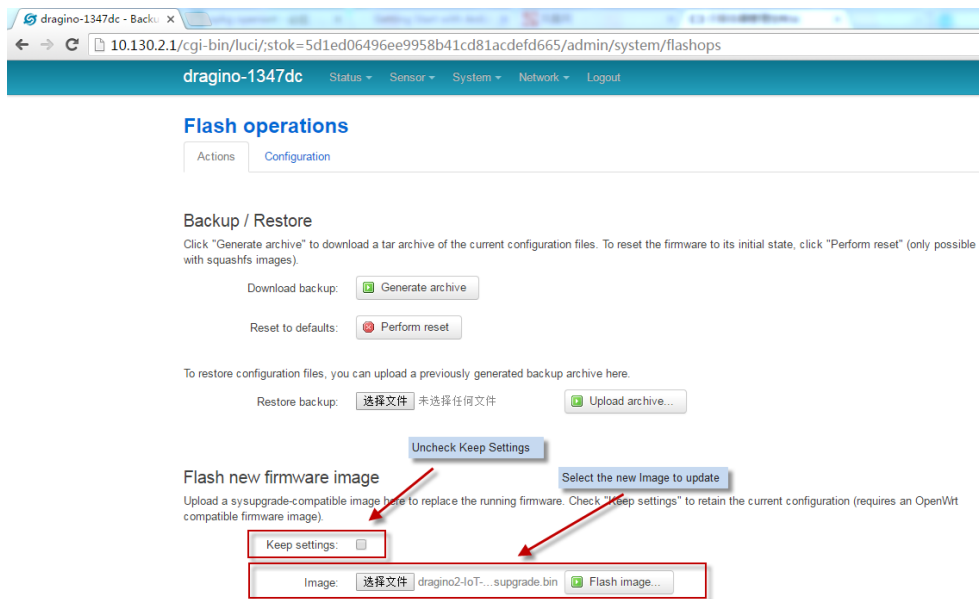 dragino-1347dc - Backu
10.130.2.1/cgi-bin/luci/;stok=5d1ed06496ee9958b41cd81acdefd665/admin/system/flashops
dragino-1347dc Status Sensor System Network Logout
Flash operations
Actions Configuration
Backup / Restore
Click "Generate archive" to download a tar archive of the current configuration files. To reset the firmware to its initial state, click "Perform reset" (only possible
with squashfs images).
Download backup: Generate archive
Reset to defaults: Perform reset
To restore configuration files, you can upload a previously generated backup archive here.
Restore backup: 选择文件 未选择任何文件 Upload archive...
Uncheck Keep Settings
Flash new firmware image
Select the new Image to update
Upload a sysupgrade-compatible image here to replace the running firmware. Check "Keep settings" to retain the current configuration (requires an OpenWrt
compatible firmware image).
Keep settings:
Image: 选择文件 dragino2-IoT-...supgrade.bin Flash image...